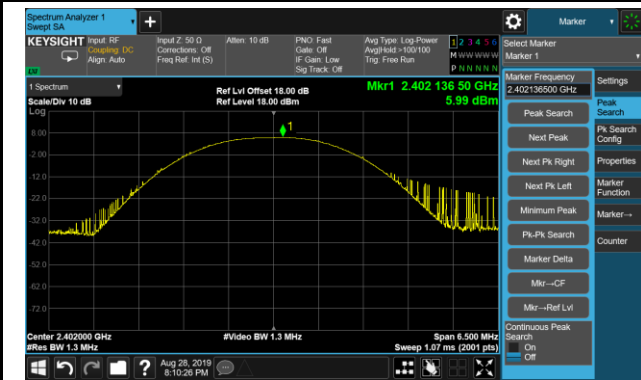 Spectrum Analyzer 1
Swept SA
Marker
KEYSIGHT
Input: RF
Coupling: DC
Align: Auto
Input Z: 50 Ω
Corrections: Off
Freq Ref: Int (S)
Atten: 10 dB
PNO: Fast
Gate: Off
IF Gain: Low
Sig Track: Off
Avg Type: Log-Power
Avg|Hold:>100/100
Trig: Free Run
1 2 3 4 5 6
M W W W W W
P N N N N N
Select Marker
Marker 1
LW
1 Spectrum
Scale/Div 10 dB
Log
Ref Lvl Offset 18.00 dB
Ref Level 18.00 dBm
Mkr1 2.402 136 50 GHz
5.99 dBm
1
8.00
-2.00
-12.0
-22.0
-32.0
-42.0
-52.0
-62.0
-72.0
Center 2.402000 GHz
#Res BW 1.3 MHz
#Video BW 1.3 MHz
Span 6.500 MHz
Sweep 1.07 ms (2001 pts)
Marker Frequency
2.402136500 GHz
Peak Search
Next Peak
Next Pk Right
Next Pk Left
Minimum Peak
Pk-Pk Search
Marker Delta
Mkr→CF
Mkr→Ref Lvl
Continuous Peak
Search
On
Off
Settings
Peak
Search
Pk Search
Config
Properties
Marker
Function
Marker→
Counter
Aug 28, 2019
8:10:26 PM